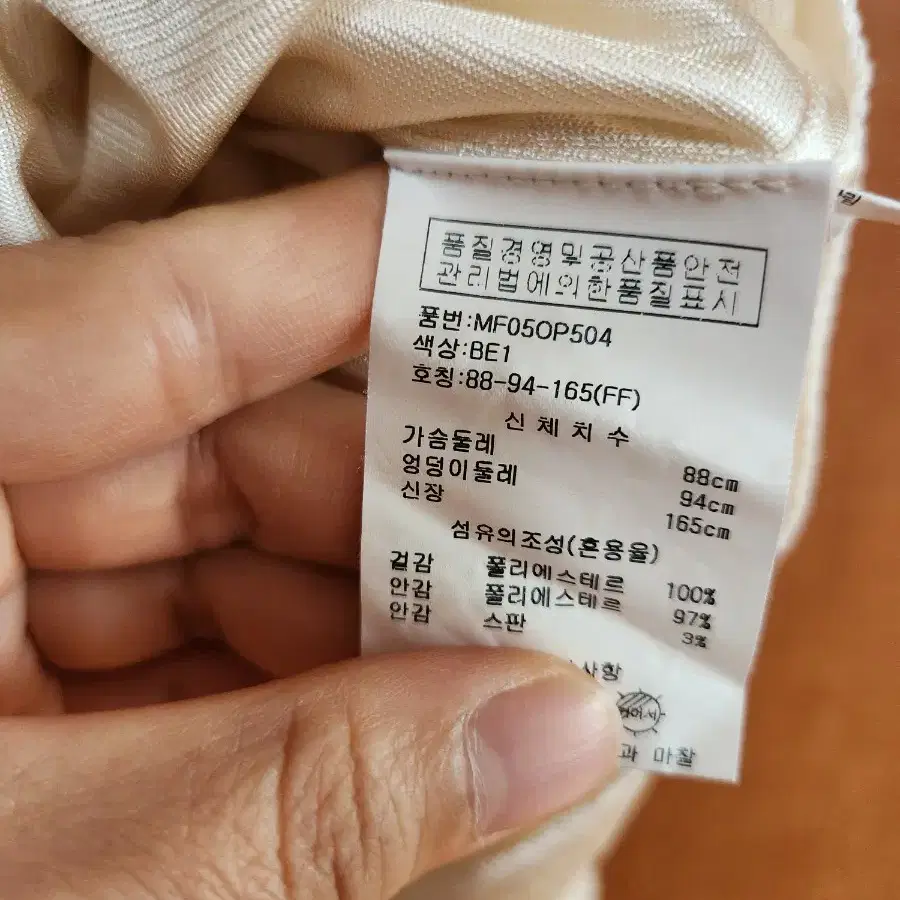 품질경영및공산품안전
관리법에의한품질표시
품번:MF05OP504
색상:BE1
호칭:88-94-165(FF)
신체치수
가슴둘레 88cm
엉덩이둘레 94cm
신장 165cm
섬유의조성(혼용율)
겉감 폴리에스테르 100%
안감 폴리에스테르 97%
안감 스판 3%
사항
뉘어서
과 마찰